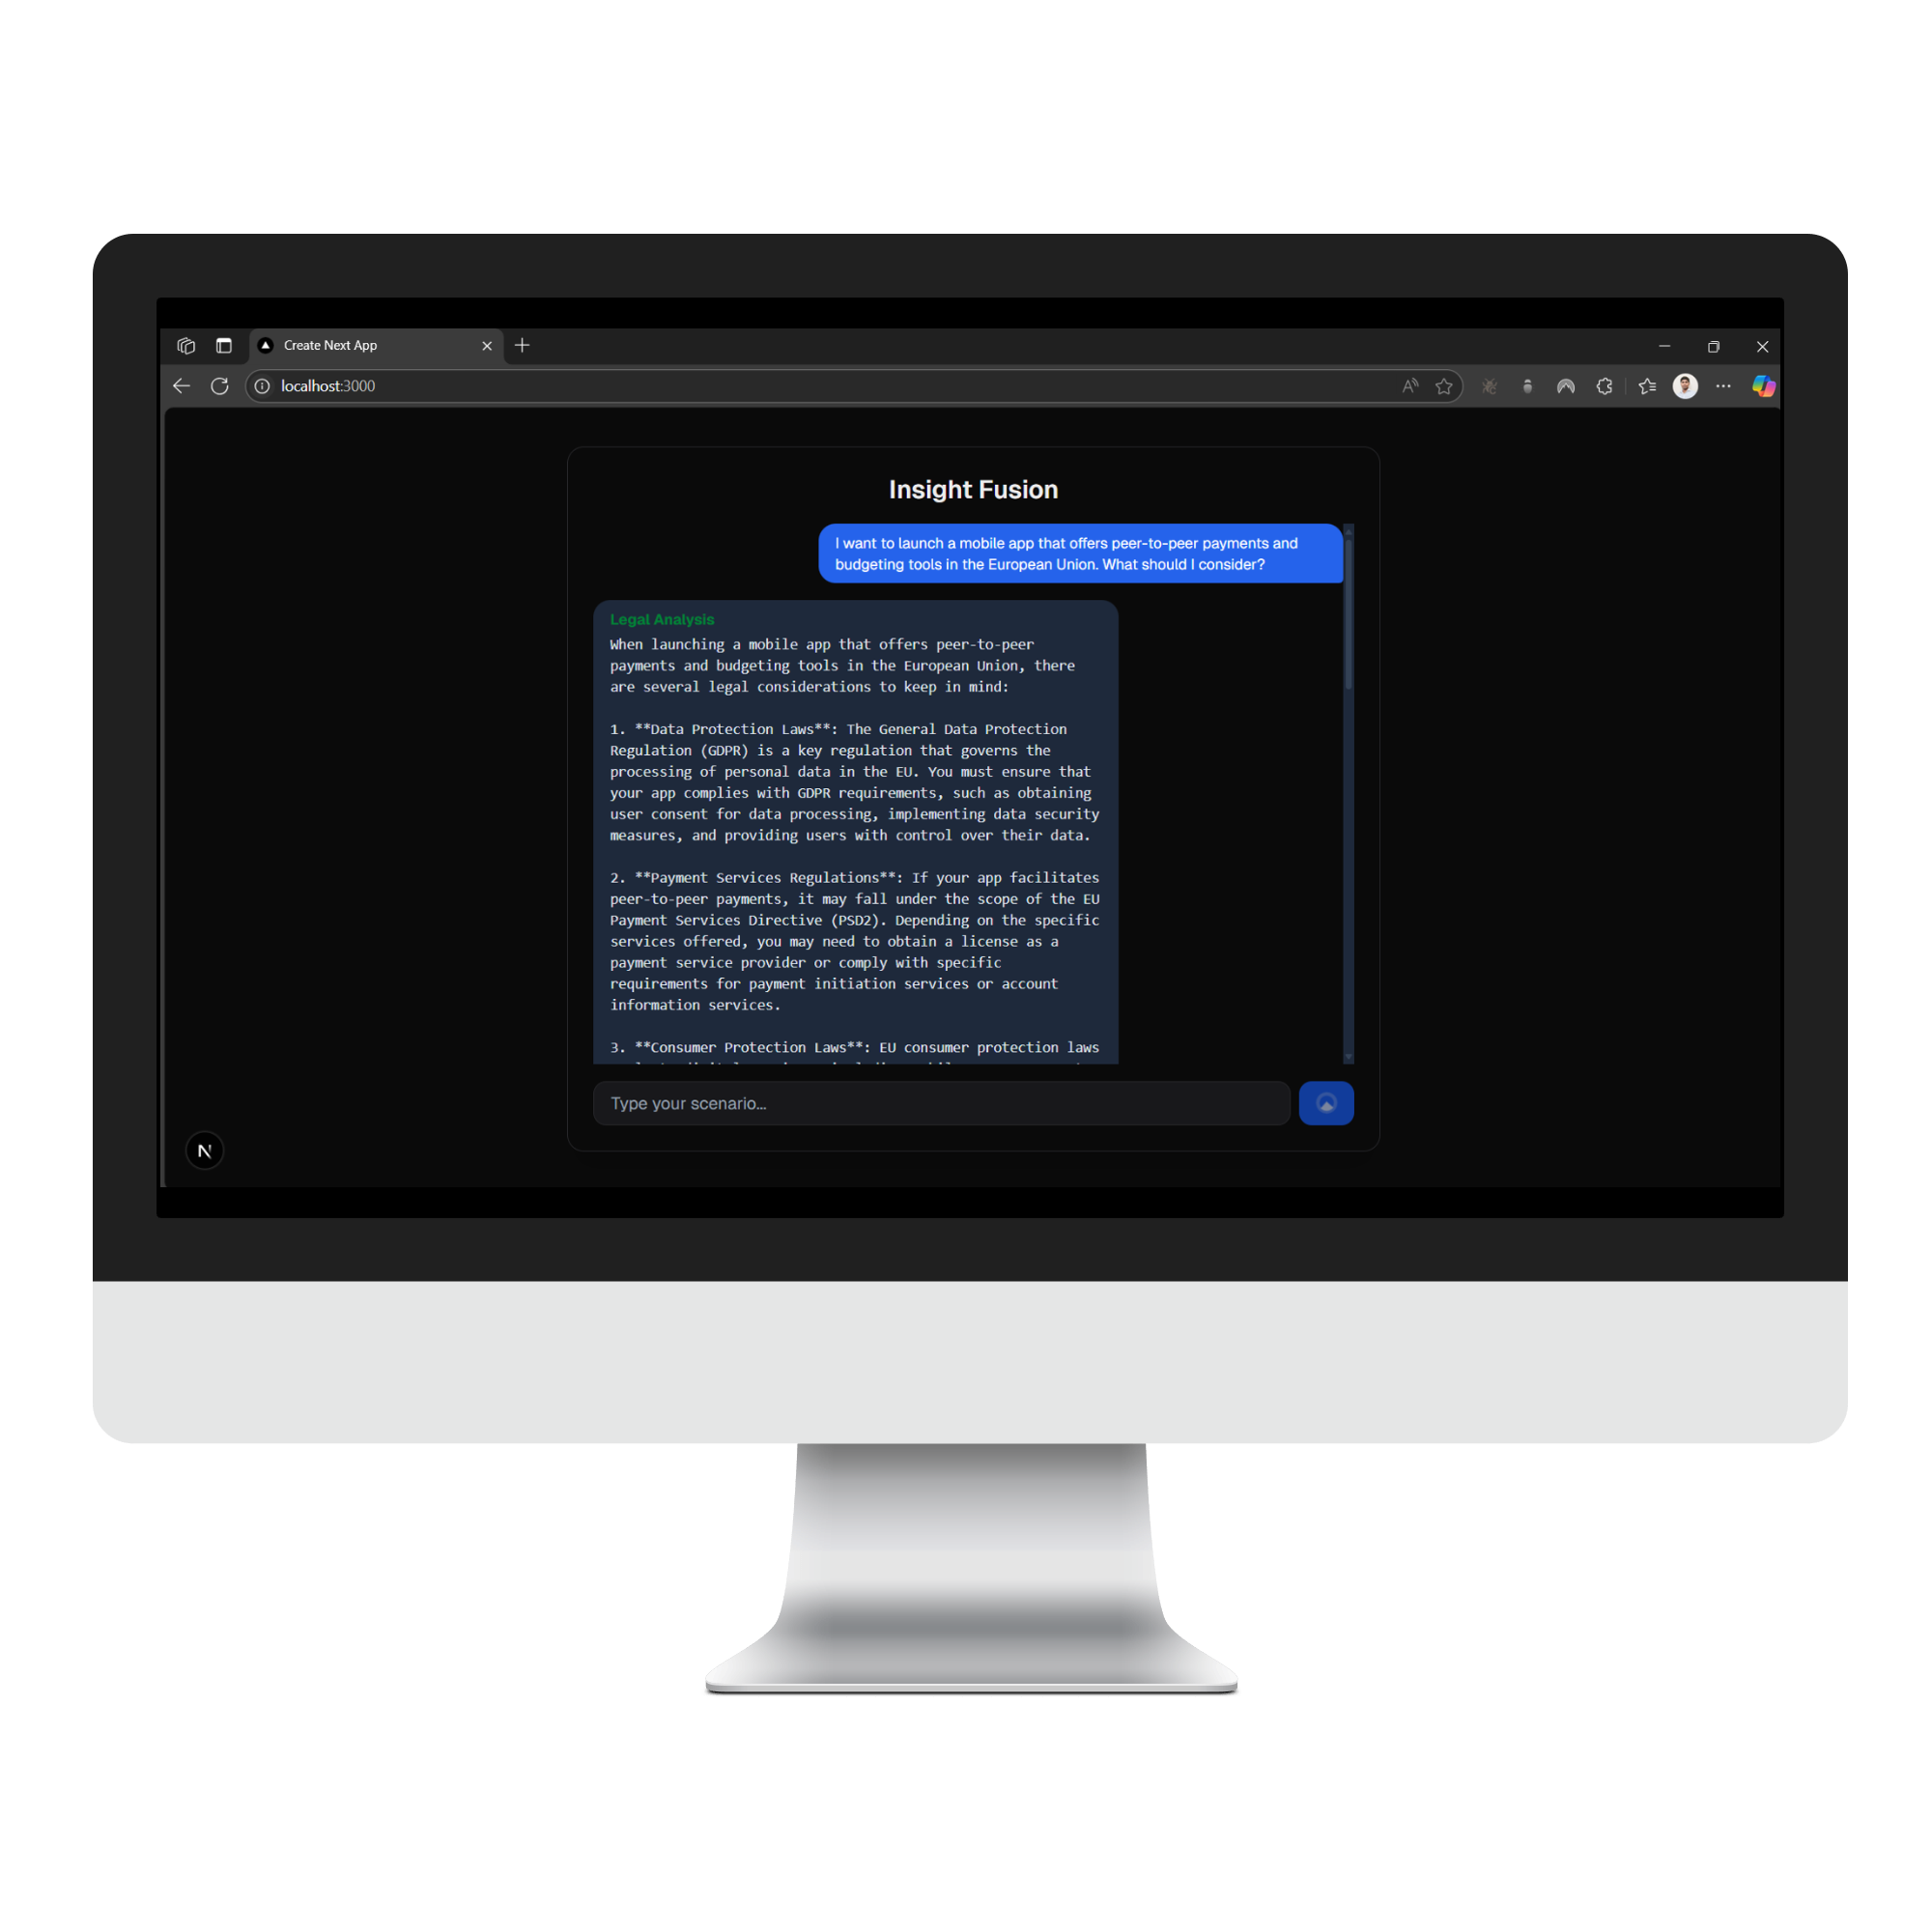 Create Next App
localhost:3000
Insight Fusion
I want to launch a mobile app that offers peer-to-peer payments and
budgeting tools in the European Union. What should I consider?
Legal Analysis
When launching a mobile app that offers peer-to-peer
payments and budgeting tools in the European Union, there
are several legal considerations to keep in mind:
1. **Data Protection Laws**: The General Data Protection
Regulation (GDPR) is a key regulation that governs the
processing of personal data in the EU. You must ensure that
your app complies with GDPR requirements, such as obtaining
user consent for data processing, implementing data security
measures, and providing users with control over their data.
2. **Payment Services Regulations**: If your app facilitates
peer-to-peer payments, it may fall under the scope of the EU
Payment Services Directive (PSD2). Depending on the specific
services offered, you may need to obtain a license as a
payment service provider or comply with specific
requirements for payment initiation services or account
information services.
3. **Consumer Protection Laws**: EU consumer protection laws
Type your scenario...
N